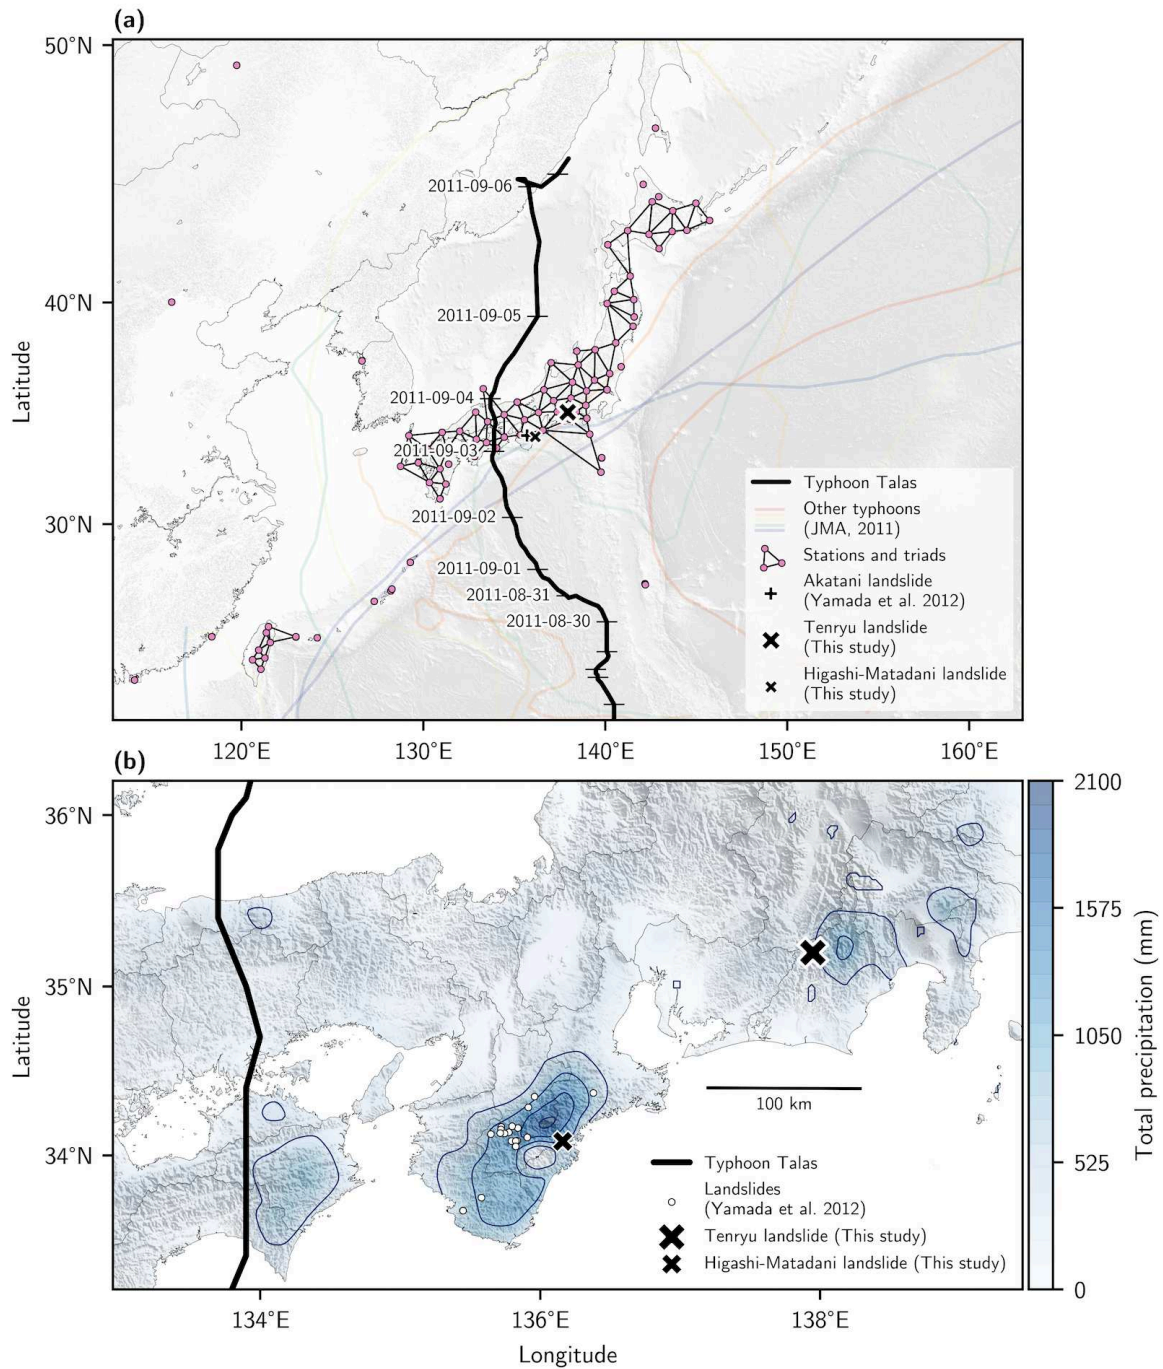 (a)
50°N
40°N
30°N
Latitude
2011-09-06
2011-09-05
2011-09-04
2011-09-03
2011-09-02
2011-09-01
2011-08-31
2011-08-30
Typhoon Talas
Other typhoons
(JMA, 2011)
Stations and triads
Akatani landslide
(Yamada et al. 2012)
Tenryu landslide
(This study)
Higashi-Matadani landslide
(This study)
120°E
130°E
140°E
150°E
160°E
(b)
36°N
35°N
34°N
Latitude
100 km
Typhoon Talas
Landslides
(Yamada et al. 2012)
Tenryu landslide (This study)
Higashi-Matadani landslide (This study)
134°E
136°E
138°E
Longitude
2100
1575
1050
525
0
Total precipitation (mm)